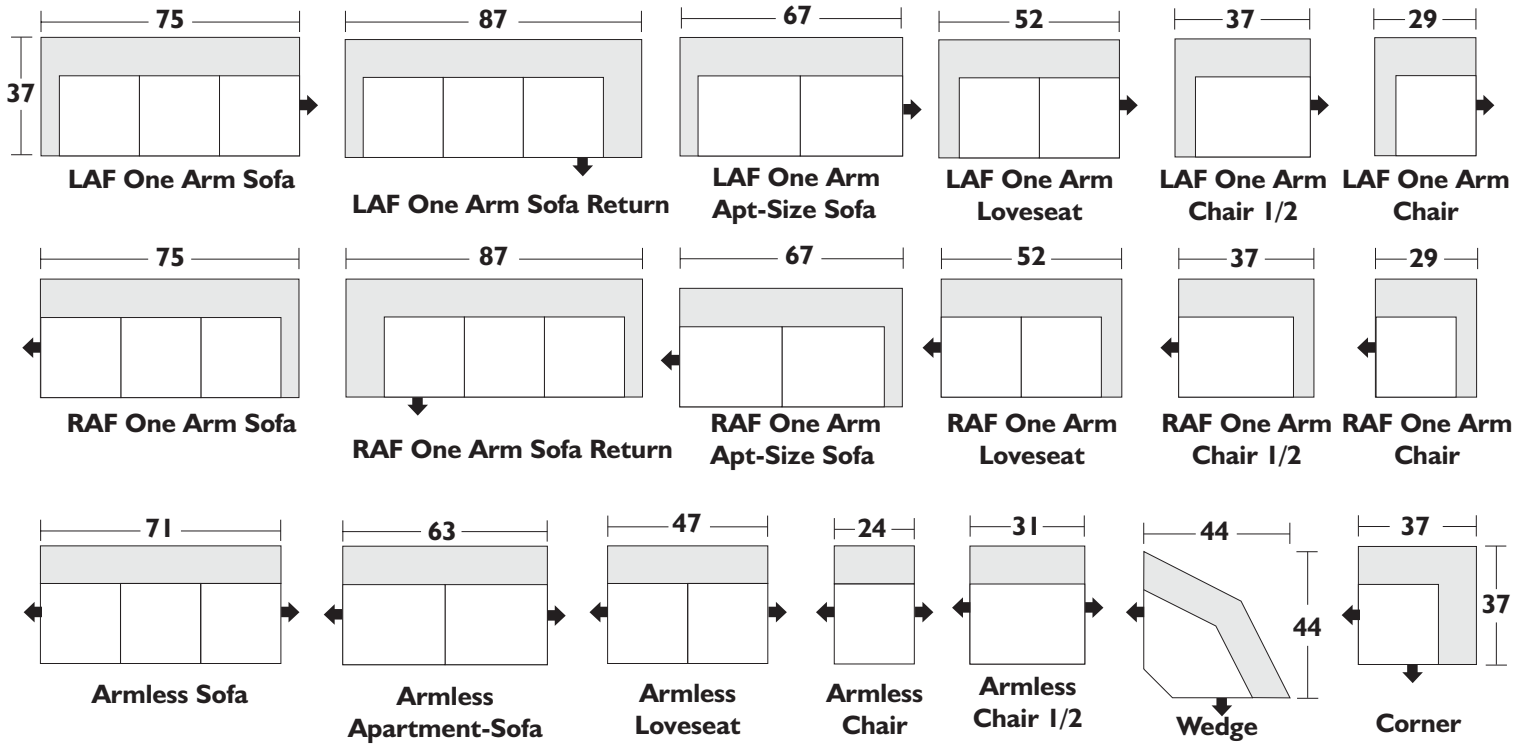 75
87
67
52
37
29
37
LAF One Arm Sofa
LAF One Arm Sofa Return
LAF One Arm
Apt-Size Sofa
LAF One Arm
Loveseat
LAF One Arm
Chair 1/2
LAF One Arm
Chair
75
87
67
52
37
29
RAF One Arm Sofa
RAF One Arm Sofa Return
RAF One Arm
Apt-Size Sofa
RAF One Arm
Loveseat
RAF One Arm
Chair 1/2
RAF One Arm
Chair
71
63
47
24
31
44
44
37
37
Armless Sofa
Armless
Apartment-Sofa
Armless
Loveseat
Armless
Chair
Armless
Chair 1/2
Wedge
Corner